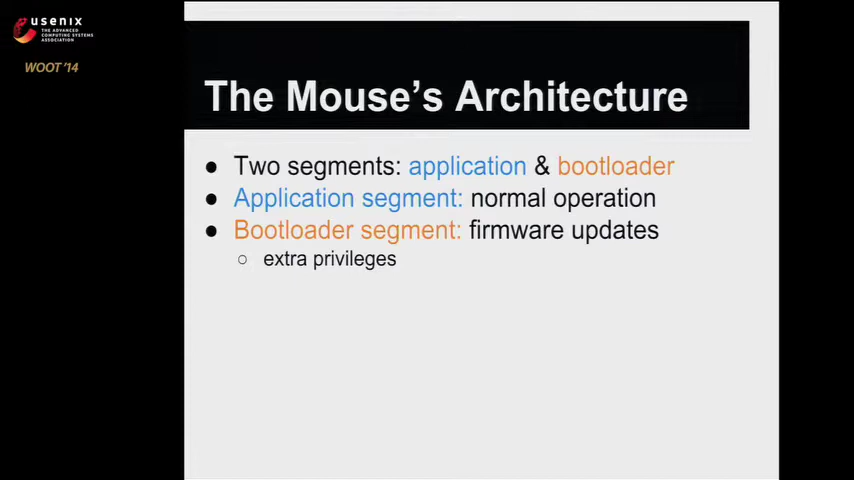 usenix
THE ADVANCED
COMPUTING SYSTEMS
ASSOCIATION
WOOT '14
The Mouse's Architecture
● Two segments: application & bootloader
● Application segment: normal operation
● Bootloader segment: firmware updates
○ extra privileges